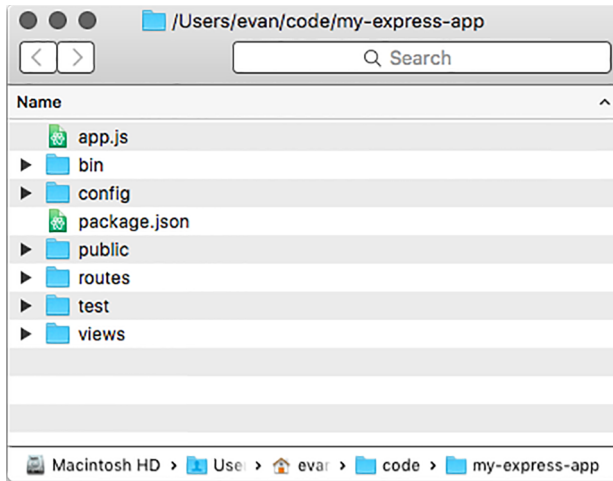 /Users/evan/code/my-express-app
Search
Name
app.js
bin
config
package.json
public
routes
test
views
Macintosh HD › Use › evan › code › my-express-app